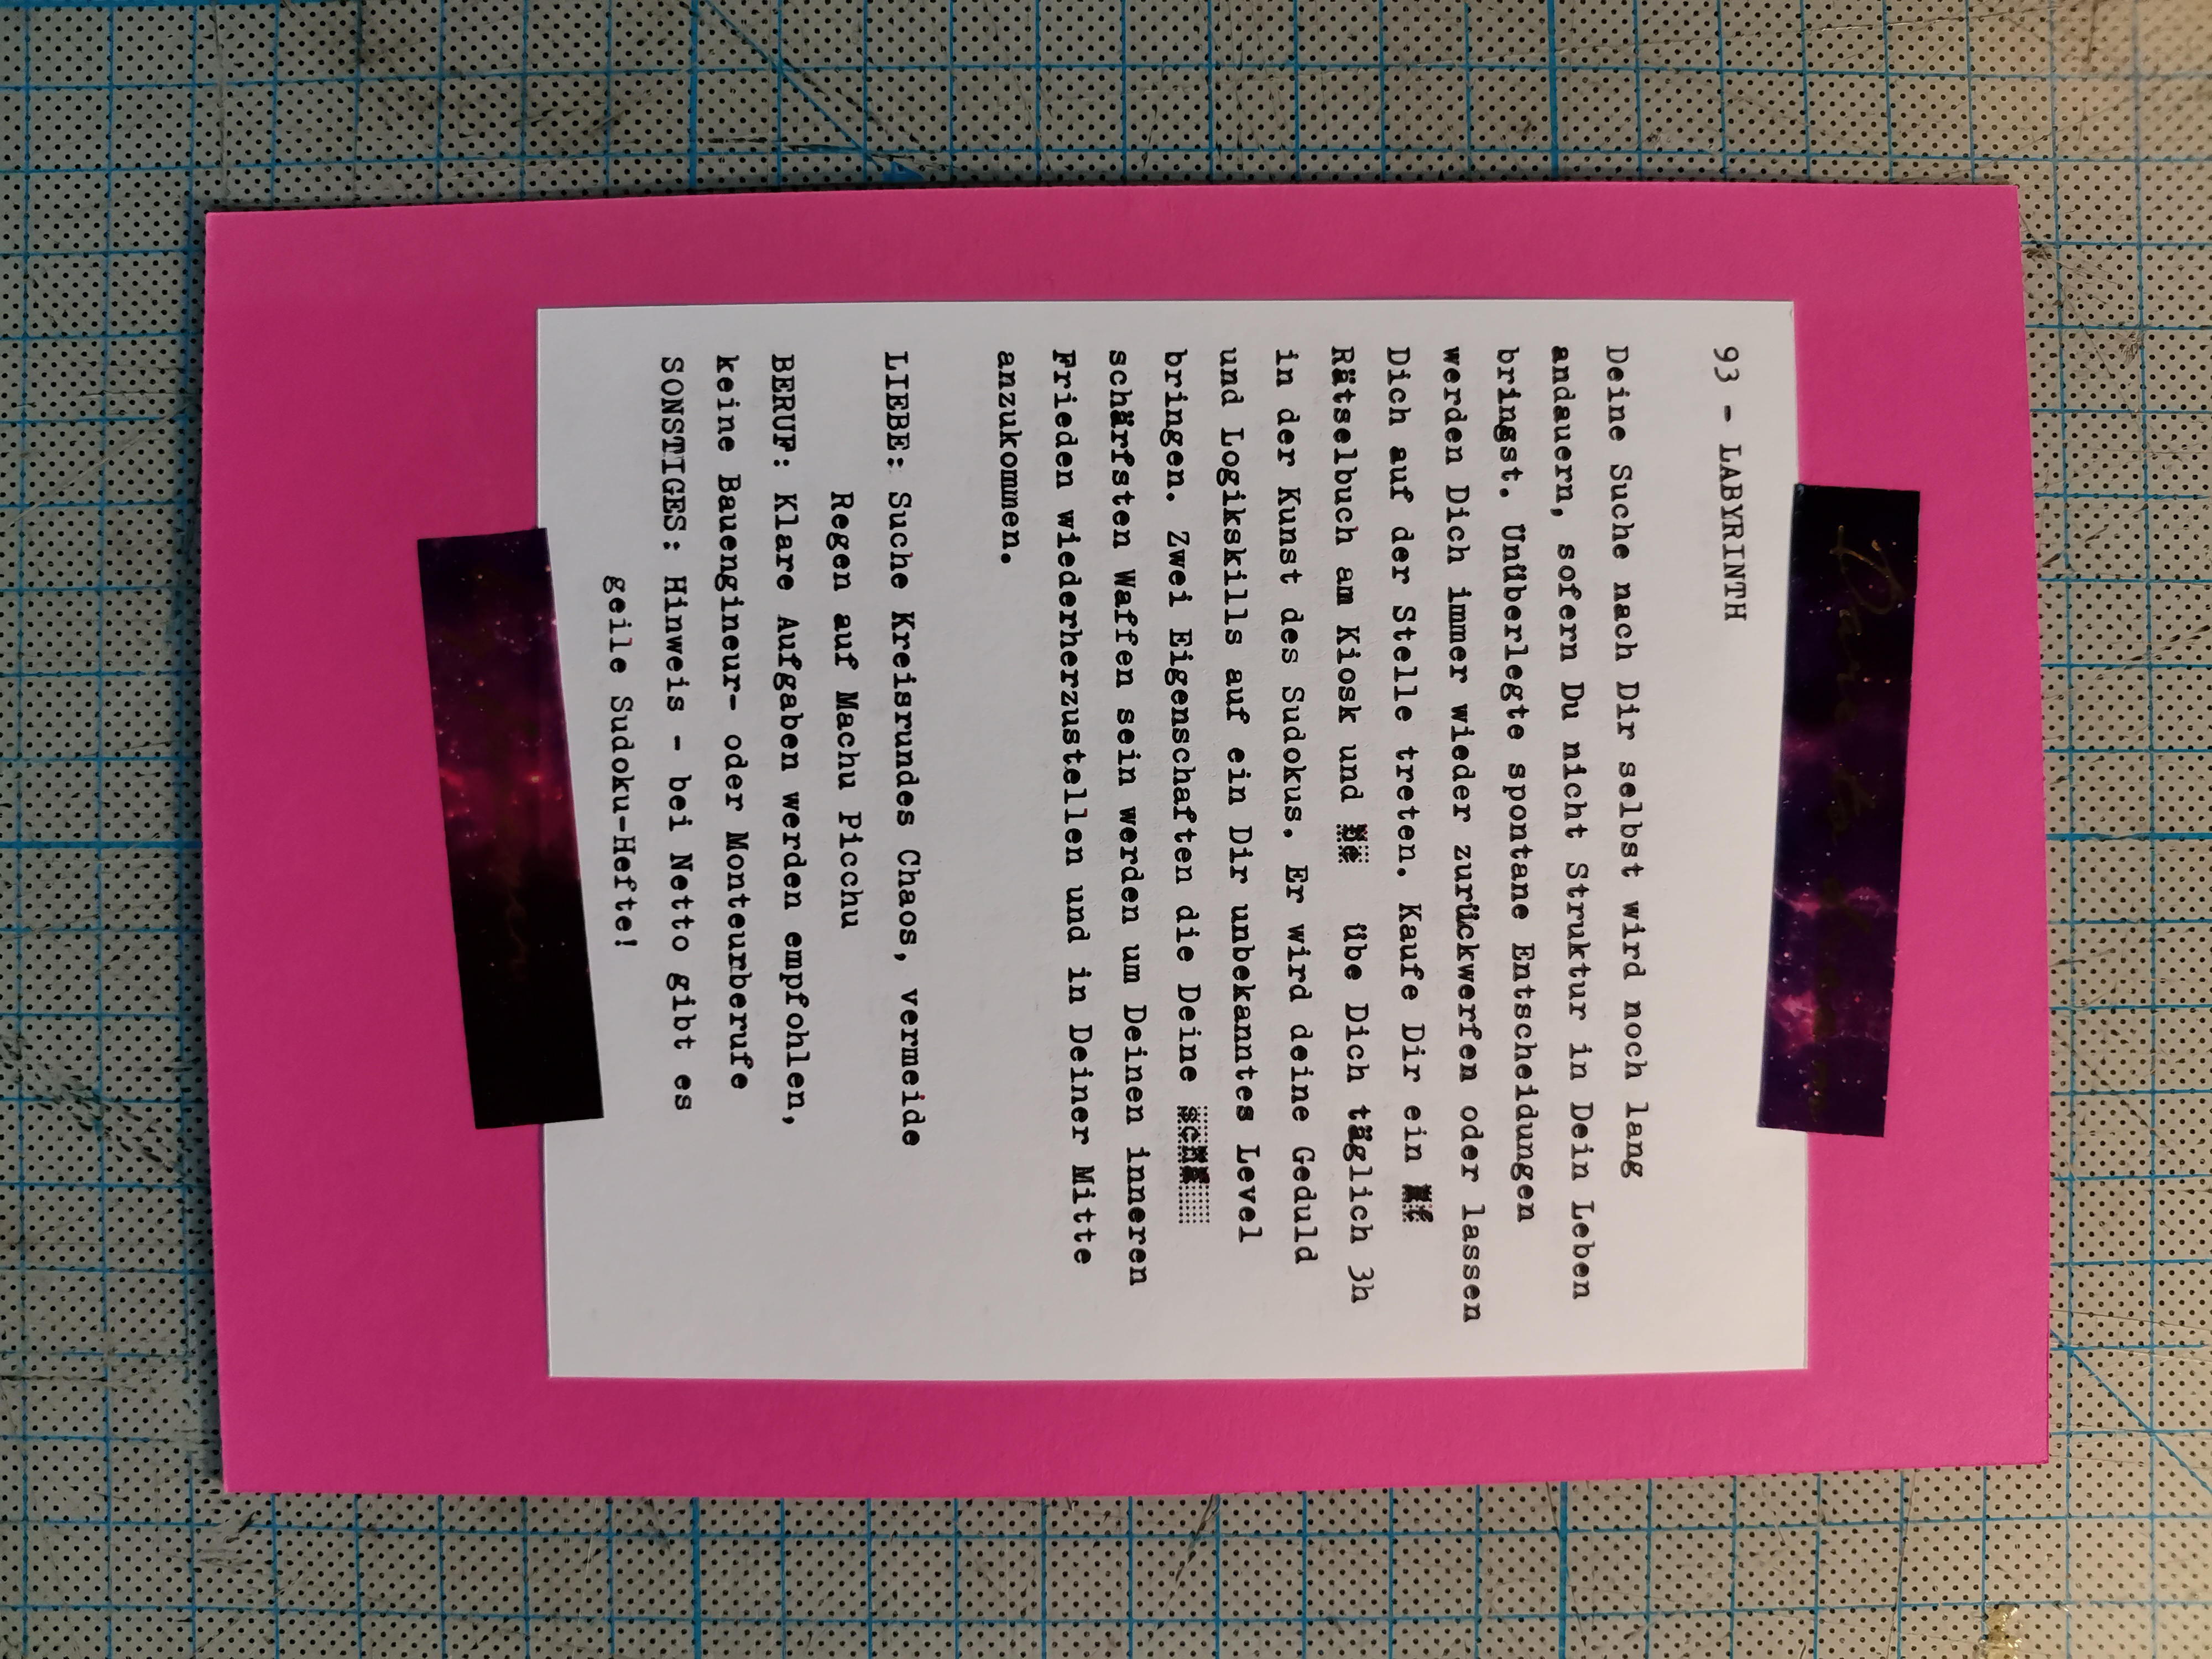 Dare to dream
93 - LABYRINTH
Deine Suche nach Dir selbst wird noch lang
andauern, sofern Du nicht Struktur in Dein Leben
bringst. Unüberlegte spontane Entscheidungen
werden Dich immer wieder zurückwerfen oder lassen
Dich auf der Stelle treten. Kaufe Dir ein
Rätselbuch am Kiosk und übe Dich täglich 3h
in der Kunst des Sudokus. Er wird deine Geduld
und Logikskills auf ein Dir unbekanntes Level
bringen. Zwei Eigenschaften die Deine
schärfsten Waffen sein werden um Deinen inneren
Frieden wiederherzustellen und in Deiner Mitte
anzukommen.
LIEBE: Suche Kreisrundes Chaos, vermeide
Regen auf Machu Picchu
BERUF: Klare Aufgaben werden empfohlen,
keine Bauengineur- oder Monteurberufe
SONSTIGES: Hinweis - bei Netto gibt es
geile Sudoku-Hefte!